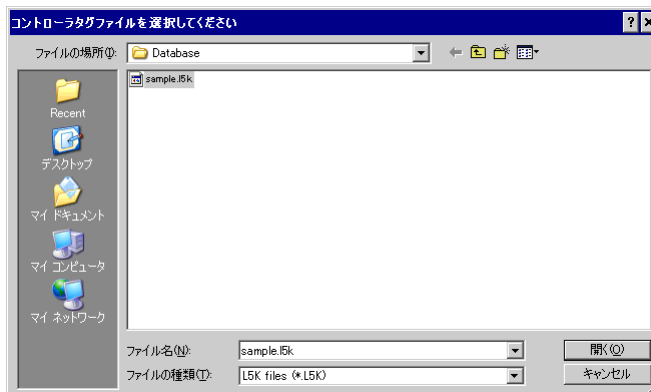 コントローラタグファイルを選択してください
ファイルの場所(I):
Database
sample.l5k
Recent
デスクトップ
マイ ドキュメント
マイ コンピュータ
マイ ネットワーク
ファイル名(N):
sample.l5k
開く(O)
ファイルの種類(T):
L5K files (*.L5K)
キャンセル